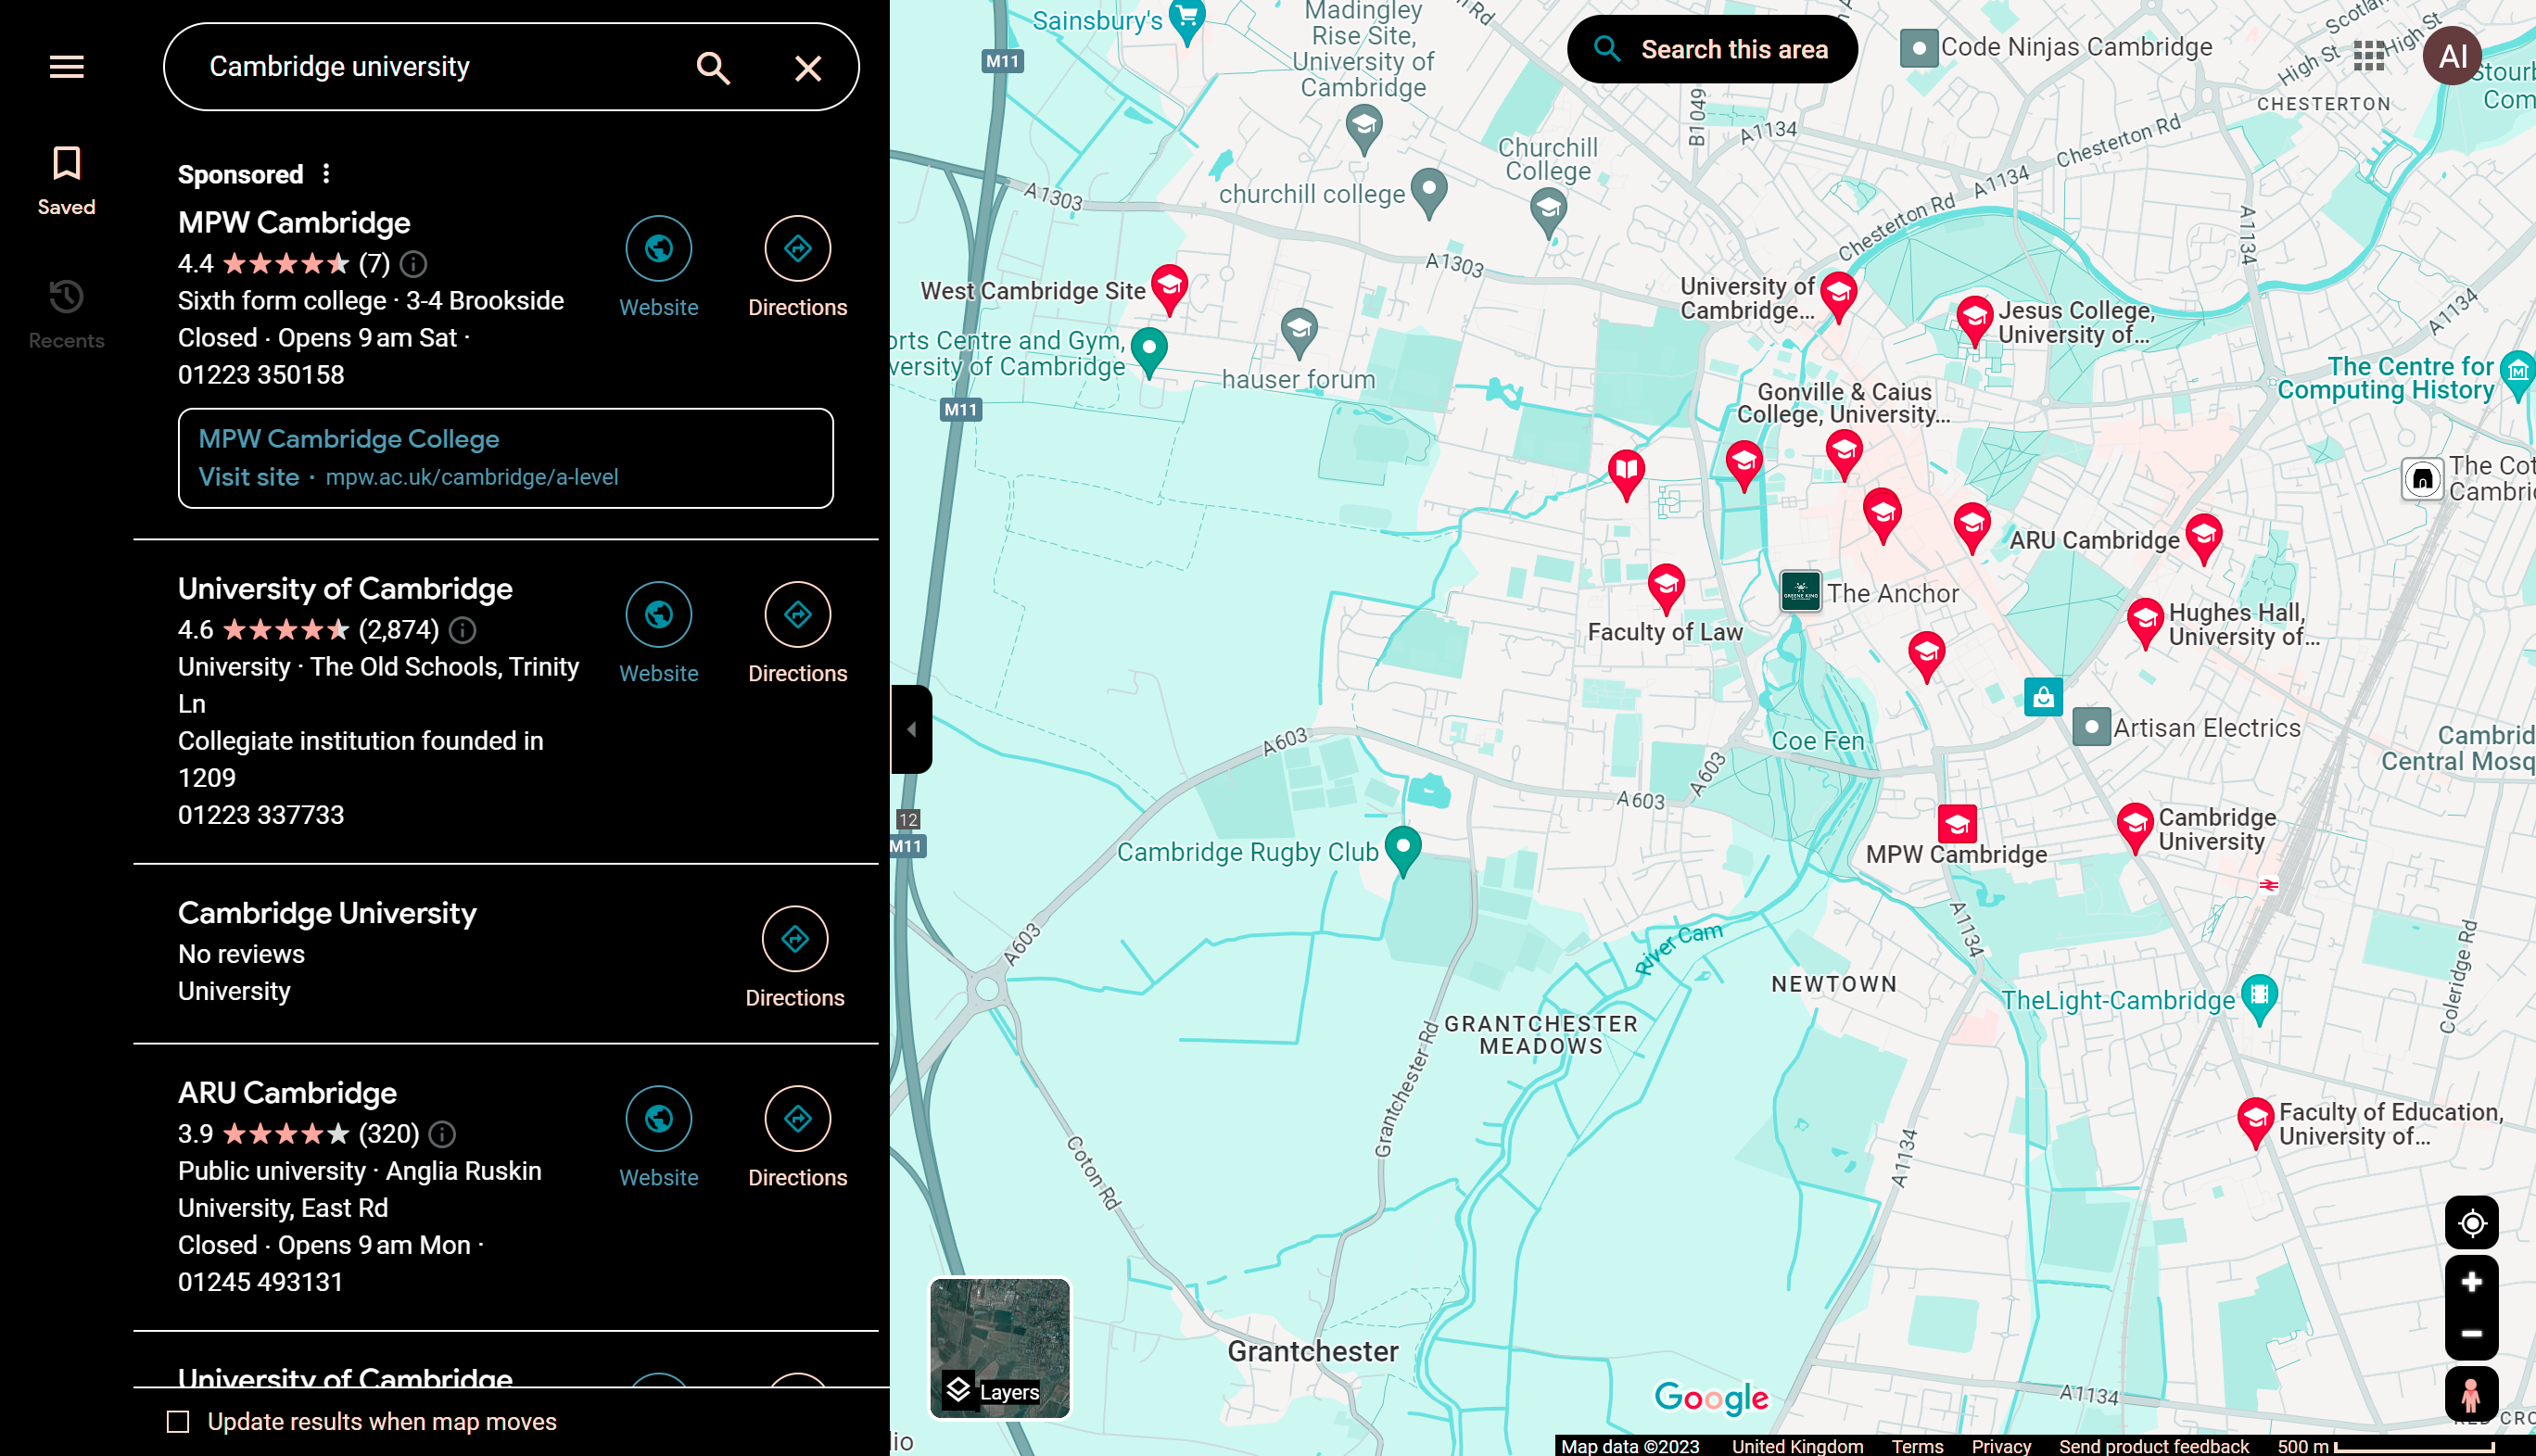 Cambridge university
Saved
Recents
Sponsored
MPW Cambridge
4.4 (7)
Sixth form college · 3-4 Brookside
Closed · Opens 9 am Sat ·
01223 350158
Website
Directions
MPW Cambridge College
Visit site · mpw.ac.uk/cambridge/a-level
University of Cambridge
4.6 (2,874)
University · The Old Schools, Trinity
Ln
Collegiate institution founded in
1209
01223 337733
Website
Directions
Cambridge University
No reviews
University
Directions
ARU Cambridge
3.9 (320)
Public university · Anglia Ruskin
University, East Rd
Closed · Opens 9 am Mon ·
01245 493131
Website
Directions
University of Cambridge
Update results when map moves
Search this area
AI
Sainsbury's
Madingley
Rise Site,
University of
Cambridge
Code Ninjas Cambridge
High St
High St
CHESTERTON
M11
B1049
A1134
Chesterton Rd
Churchill
College
churchill college
A1303
A1134
Chesterton Rd
A1134
A1303
West Cambridge Site
University of
Cambridge...
Jesus College,
University of...
A1134
orts Centre and Gym,
versity of Cambridge
hauser forum
The Centre for
Computing History
Gonville & Caius
College, University...
M11
The Cot
Cambri
ARU Cambridge
GREENE KING
The Anchor
Faculty of Law
Hughes Hall,
University of...
Artisan Electrics
Coe Fen
A603
A603
A603
Cambrid
Central Mosq
12
M11
Cambridge Rugby Club
MPW Cambridge
Cambridge
University
A603
River Cam
A1134
NEWTOWN
Coleridge Rd
TheLight-Cambridge
GRANTCHESTER
MEADOWS
Grantchester Rd
Coton Rd
A1134
Faculty of Education,
University of...
Grantchester
Layers
Google
A1134
Map data ©2023
United Kingdom
Terms
Privacy
Send product feedback
500 m